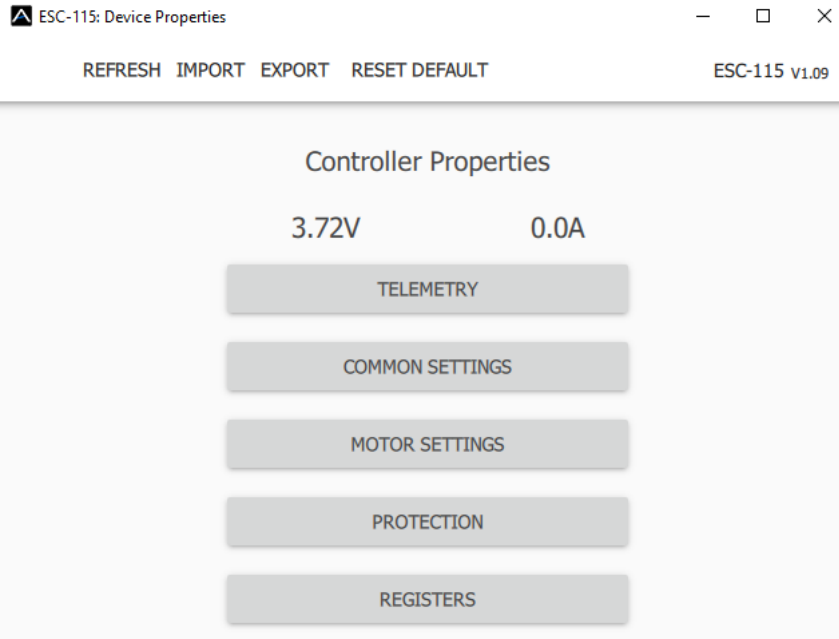 ESC-115: Device Properties
REFRESH IMPORT EXPORT RESET DEFAULT ESC-115 V1.09
Controller Properties
3.72V 0.0A
TELEMETRY
COMMON SETTINGS
MOTOR SETTINGS
PROTECTION
REGISTERS